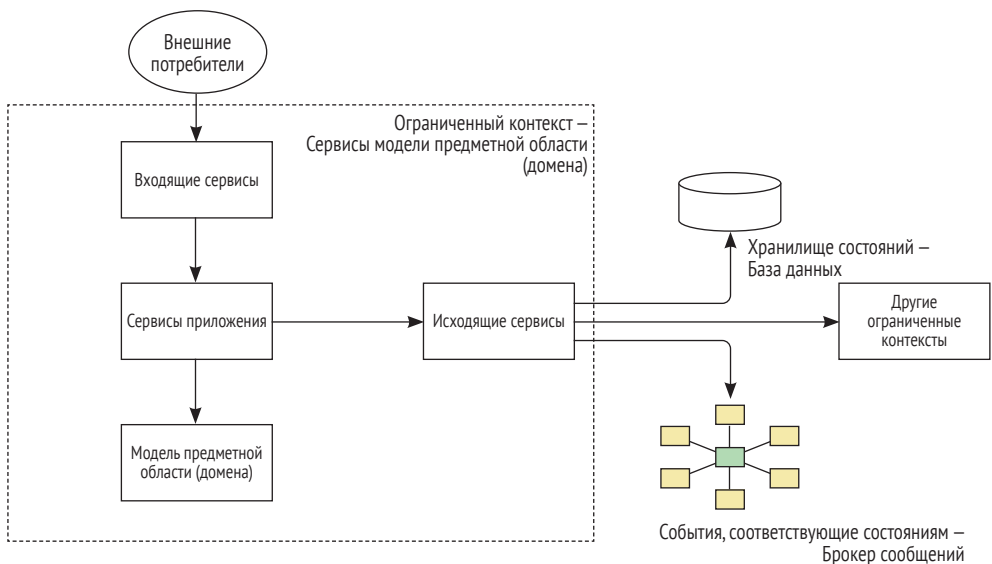 Внешние
потребители
Ограниченный контекст –
Сервисы модели предметной области
(домена)
Входящие сервисы
Хранилище состояний –
База данных
Сервисы приложения
Исходящие сервисы
Другие
ограниченные
контексты
Модель предметной
области (домена)
События, соответствующие состояниям –
Брокер сообщений